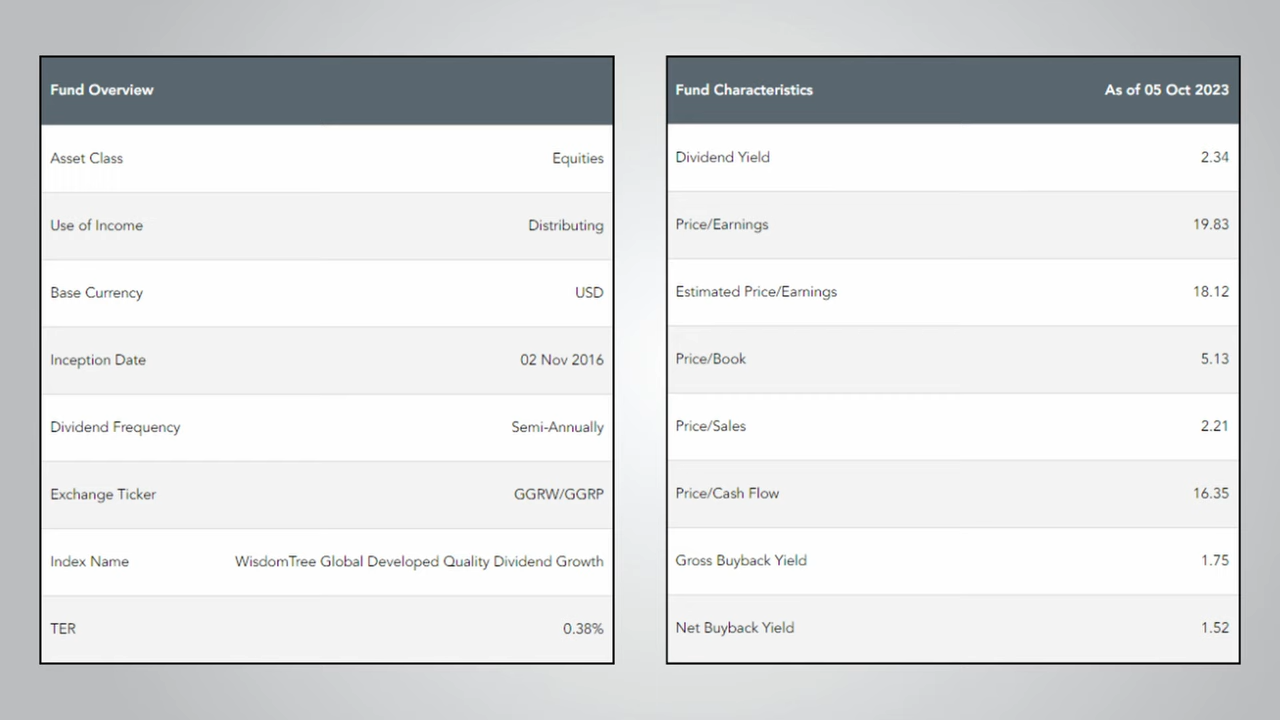 Fund Overview
Asset Class Equities
Use of Income Distributing
Base Currency USD
Inception Date 02 Nov 2016
Dividend Frequency Semi-Annually
Exchange Ticker GGRW/GGRP
Index Name WisdomTree Global Developed Quality Dividend Growth
TER 0.38%
Fund Characteristics As of 05 Oct 2023
Dividend Yield 2.34
Price/Earnings 19.83
Estimated Price/Earnings 18.12
Price/Book 5.13
Price/Sales 2.21
Price/Cash Flow 16.35
Gross Buyback Yield 1.75
Net Buyback Yield 1.52